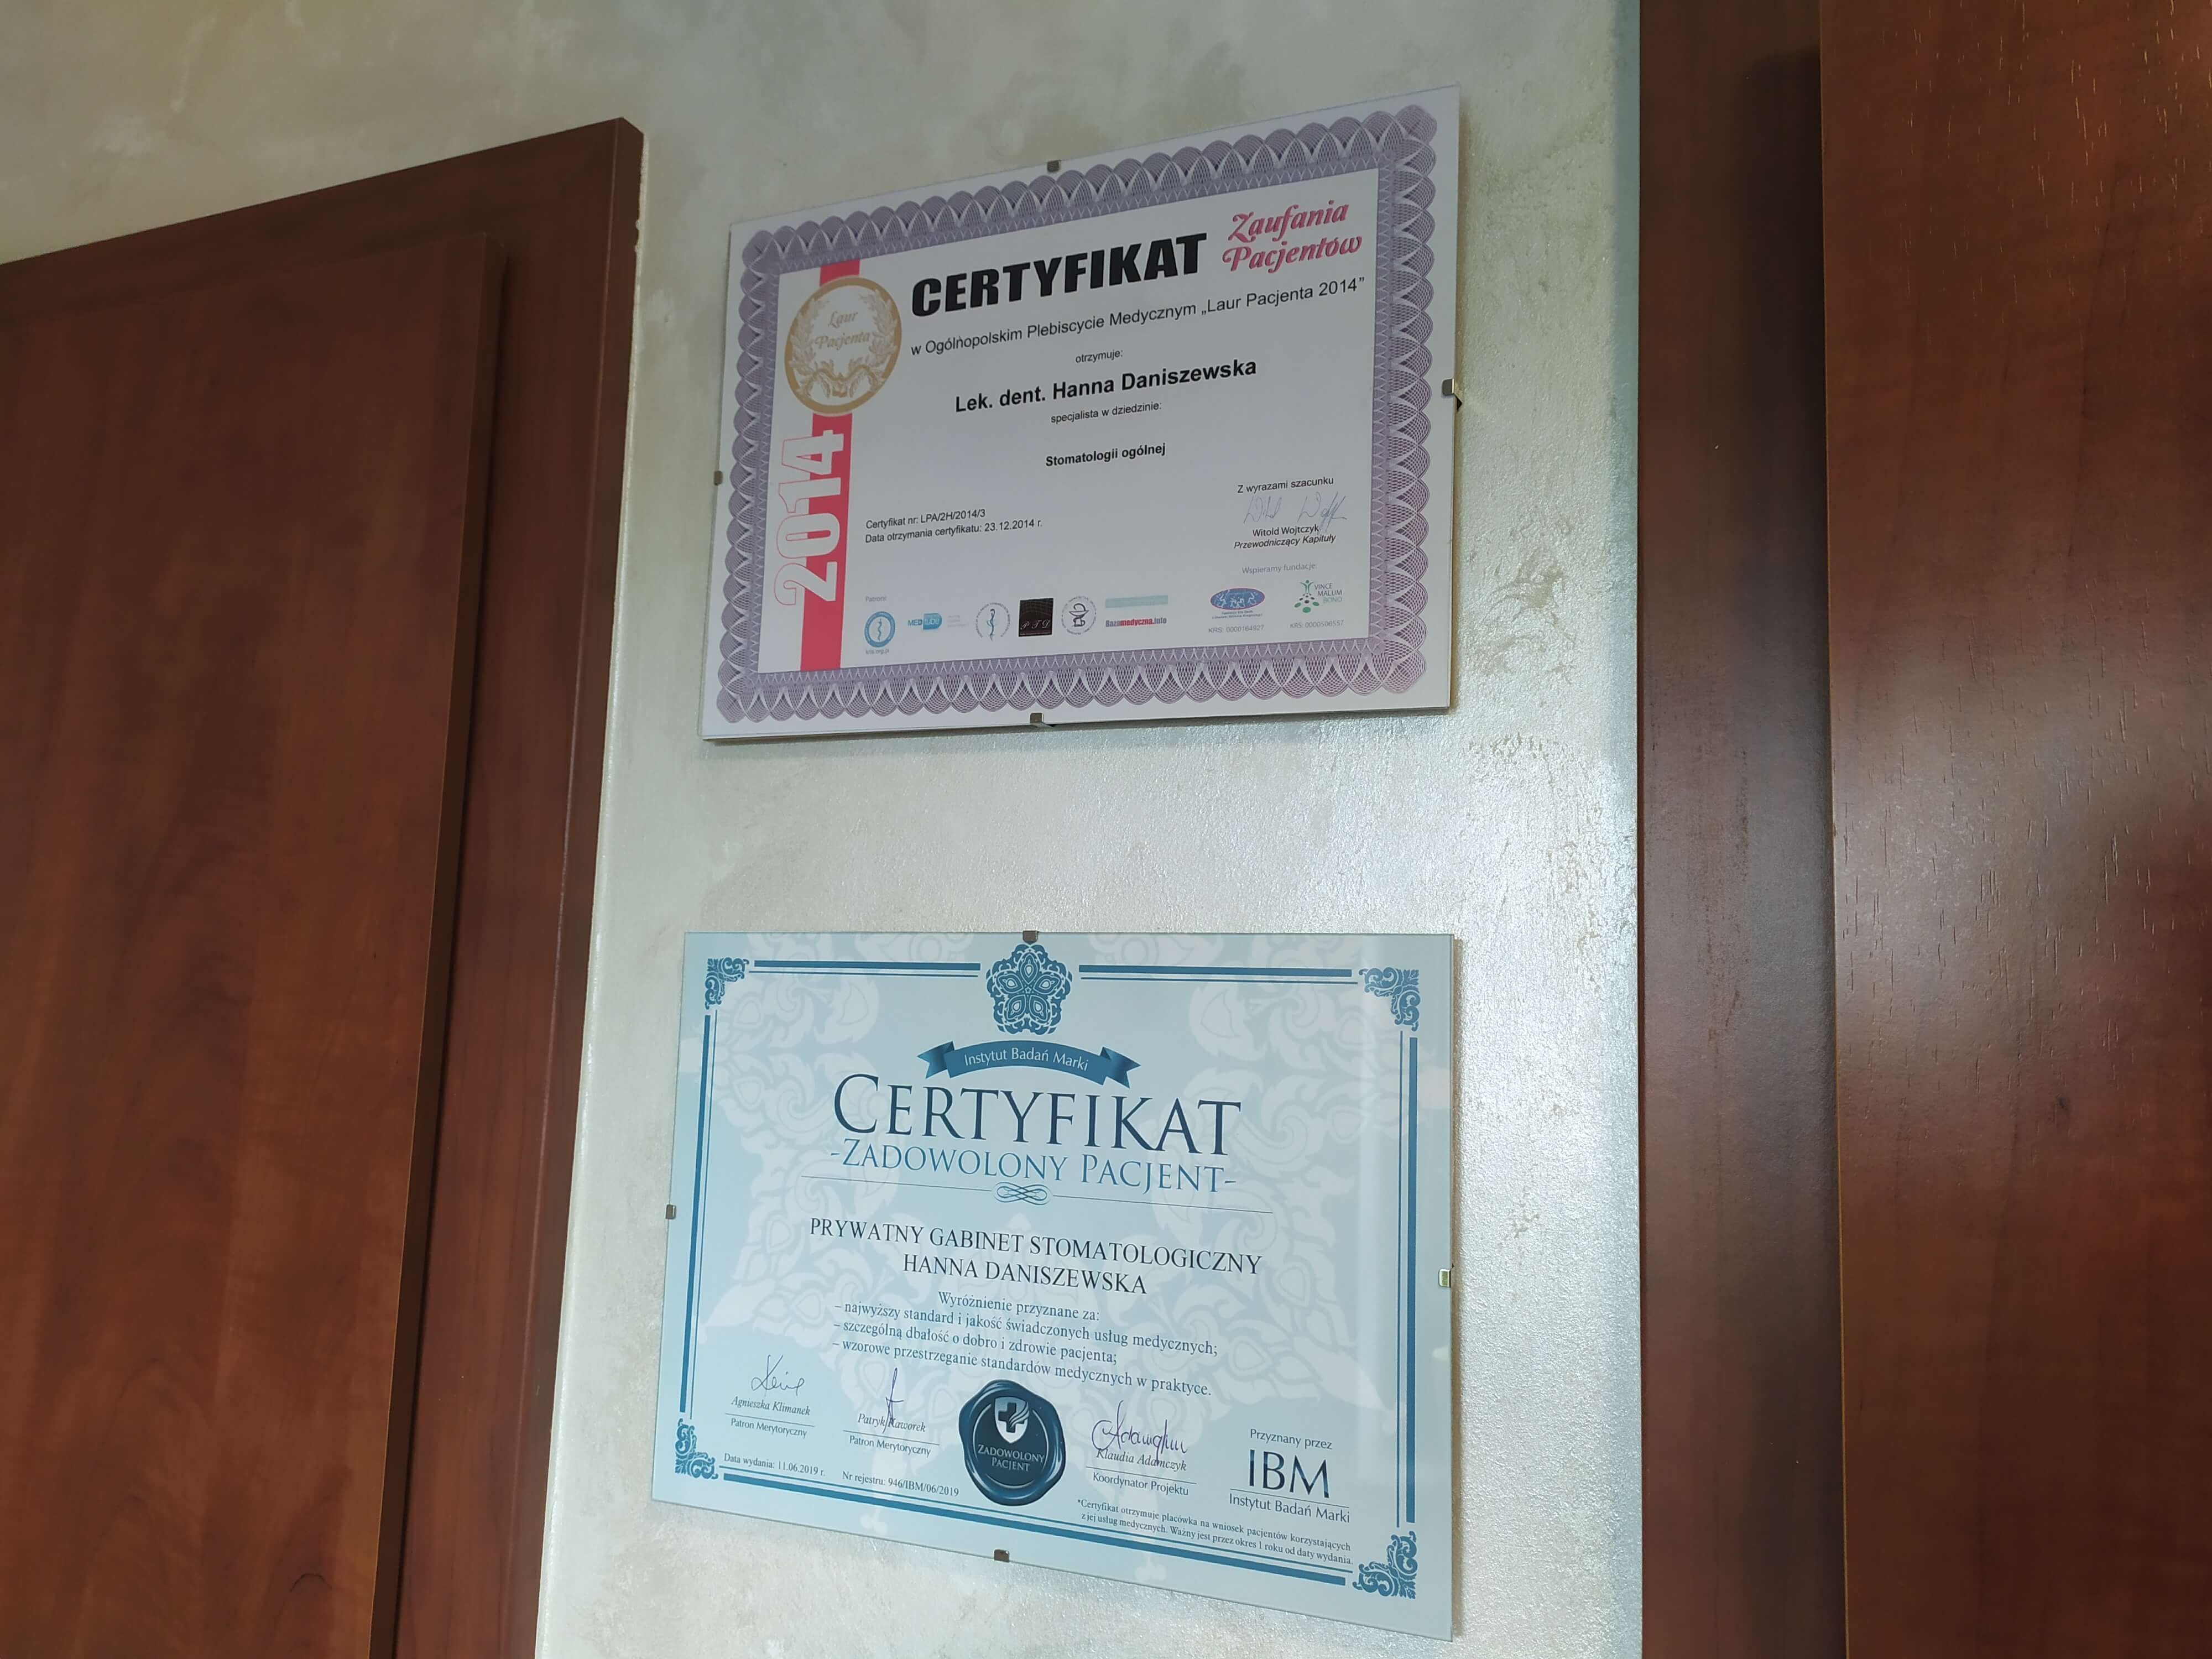 CERTYFIKAT Zaufania Pacjentów
w Ogólnopolskim Plebiscycie Medycznym „Laur Pacjenta 2014”
otrzymuje:
Lek. dent. Hanna Daniszewska
specjalista w dziedzinie:
Stomatologii ogólnej
Laur
Pacjenta
2014
Certyfikat nr: LPA/2H/2014/3
Data otrzymania certyfikatu: 23.12.2014 r.
Z wyrazami szacunku
Witold Wojtczyk
Przewodniczący Kapituły
Wspieramy fundacje
Patroni:
PTD
Bazamedyczna.info
VINCE
MALUM
BONO
KRS: 0000184927
KRS: 0000506557
Instytut Badań Marki
CERTYFIKAT
-ZADOWOLONY PACJENT-
PRYWATNY GABINET STOMATOLOGICZNY
HANNA DANISZEWSKA
Wyróżnienie przyznane za:
– najwyższy standard i jakość świadczonych usług medycznych;
– szczególną dbałość o dobro i zdrowie pacjenta;
– wzorowe przestrzeganie standardów medycznych w praktyce.
Agnieszka Klimanek
Patron Merytoryczny
Patryk Jaworek
Patron Merytoryczny
ZADOWOLONY
PACJENT
Klaudia Adamczyk
Koordynator Projektu
Przyznany przez
IBM
Instytut Badań Marki
Data wydania: 11.06.2019 r.
Nr rejestru: 946/IBM/06/2019
*Certyfikat otrzymuje placówka na wniosek pacjentów korzystających
z jej usług medycznych. Ważny jest przez okres 1 roku od daty wydania.